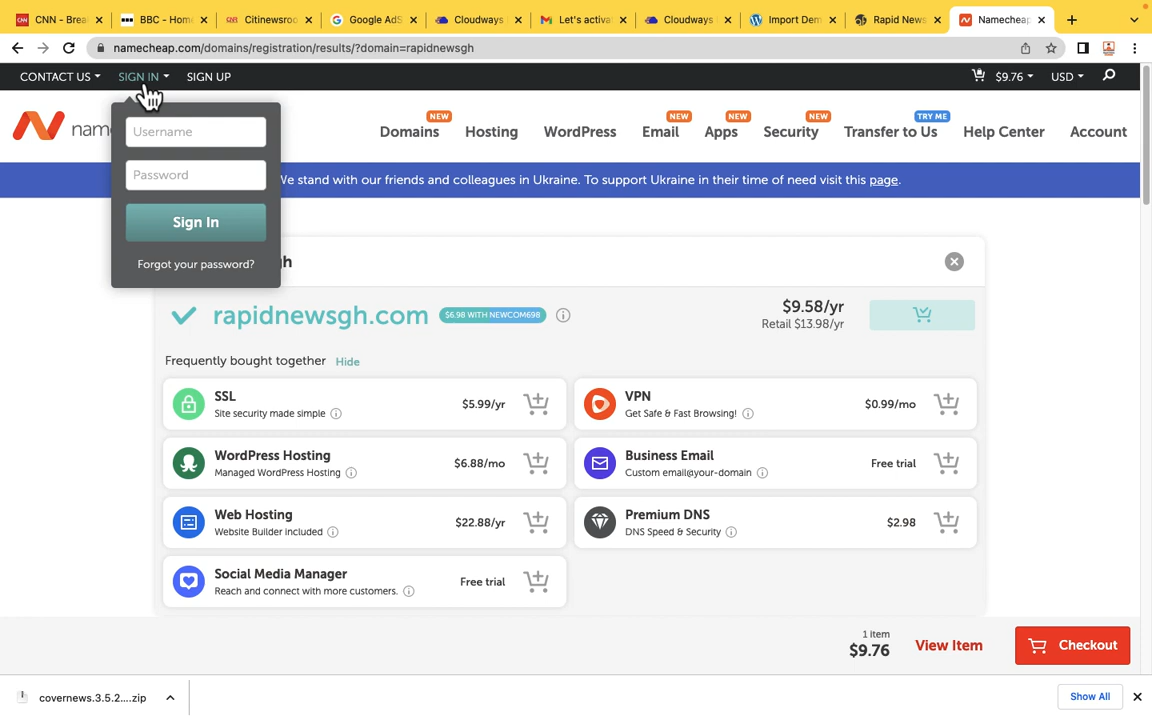 CNN - Breal
BBC - Home
Citinewsroo
Google AdS
Cloudways
Let's activa
Cloudways
Import Dem
Rapid News
Namecheap
namecheap.com/domains/registration/results/?domain=rapidnewsgh
CONTACT US
SIGN IN
SIGN UP
$9.76
USD
name
Username
Password
Sign In
Forgot your password?
NEW
Domains
Hosting
WordPress
NEW
Email
NEW
Apps
NEW
Security
TRY ME
Transfer to Us
Help Center
Account
We stand with our friends and colleagues in Ukraine. To support Ukraine in their time of need visit this page.
gh
rapidnewsgh.com
$6.98 WITH NEWCOM698
$9.58/yr
Retail $13.98/yr
Frequently bought together Hide
SSL
Site security made simple
$5.99/yr
VPN
Get Safe & Fast Browsing!
$0.99/mo
WordPress Hosting
Managed WordPress Hosting
$6.88/mo
Business Email
Custom email@your-domain
Free trial
Web Hosting
Website Builder included
$22.88/yr
Premium DNS
DNS Speed & Security
$2.98
Social Media Manager
Reach and connect with more customers.
Free trial
1 item
$9.76
View Item
Checkout
covernews.3.5.2....zip
Show All